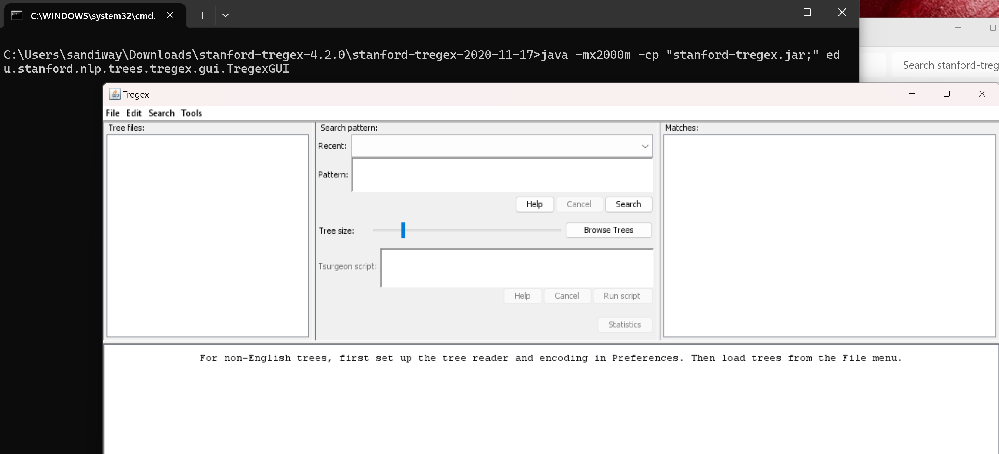 C:\WINDOWS\system32\cmd.
C:\Users\sandiway\Downloads\stanford-tregex-4.2.0\stanford-tregex-2020-11-17>java -mx2000m -cp "stanford-tregex.jar;" ed
u.stanford.nlp.trees.tregex.gui.TregexGUI
Search stanford-treg
Tregex
File Edit Search Tools
Tree files:
Search pattern:
Recent:
Pattern:
Help Cancel Search
Tree size:
Browse Trees
Tsurgeon script:
Help Cancel Run script
Statistics
Matches:
For non-English trees, first set up the tree reader and encoding in Preferences. Then load trees from the File menu.